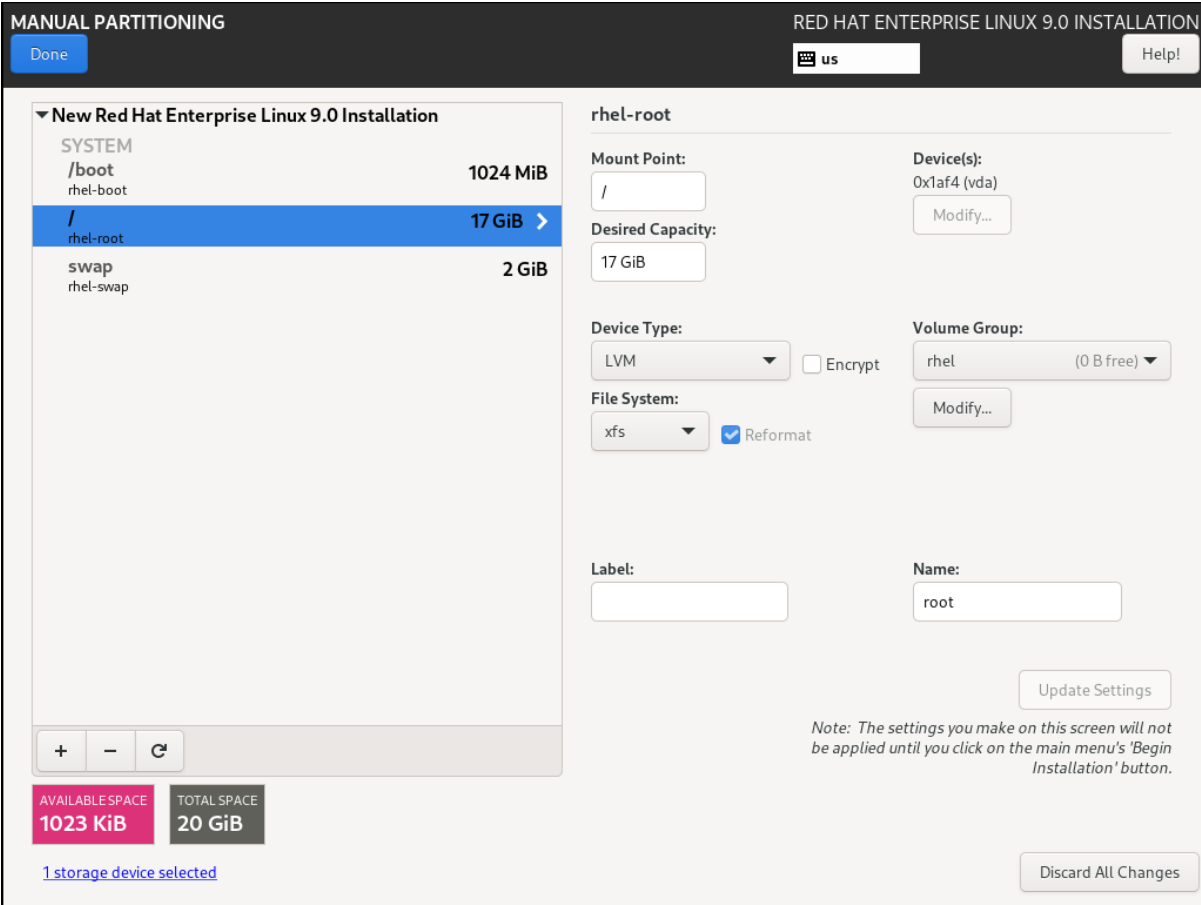 MANUAL PARTITIONING
RED HAT ENTERPRISE LINUX 9.0 INSTALLATION
Done
us
Help!
New Red Hat Enterprise Linux 9.0 Installation
SYSTEM
/boot
1024 MiB
rhel-boot
/
17 GiB
rhel-root
swap
2 GiB
rhel-swap
+ −
AVAILABLE SPACE
1023 KiB
TOTAL SPACE
20 GiB
1 storage device selected
rhel-root
Mount Point:
/
Device(s):
0x1af4 (vda)
Modify...
Desired Capacity:
17 GiB
Device Type:
LVM
Encrypt
Volume Group:
rhel (0 B free)
Modify...
File System:
xfs
Reformat
Label:
Name:
root
Update Settings
Note: The settings you make on this screen will not
be applied until you click on the main menu's 'Begin
Installation' button.
Discard All Changes